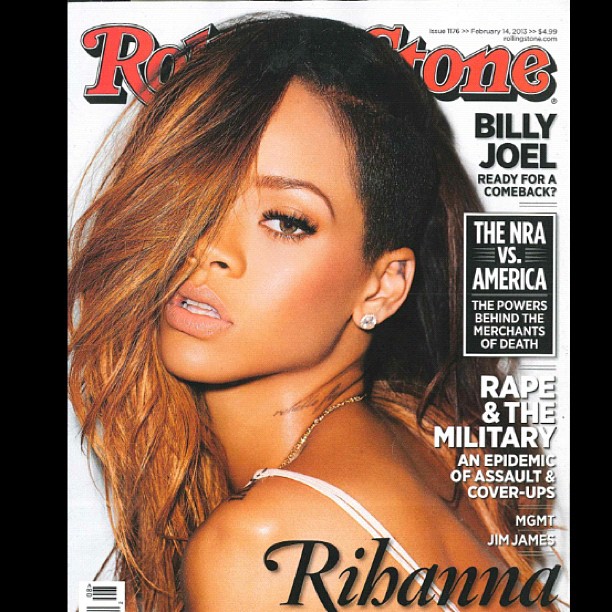 Rolling Stone
Issue 1176 >> February 14, 2013 >> $4.99
rollingstone.com
BILLY
JOEL
READY FOR A
COMEBACK?
THE NRA
VS.
AMERICA
THE POWERS
BEHIND THE
MERCHANTS
OF DEATH
RAPE
& THE
MILITARY
AN EPIDEMIC
OF ASSAULT &
COVER-UPS
MGMT
JIM JAMES
Rihanna